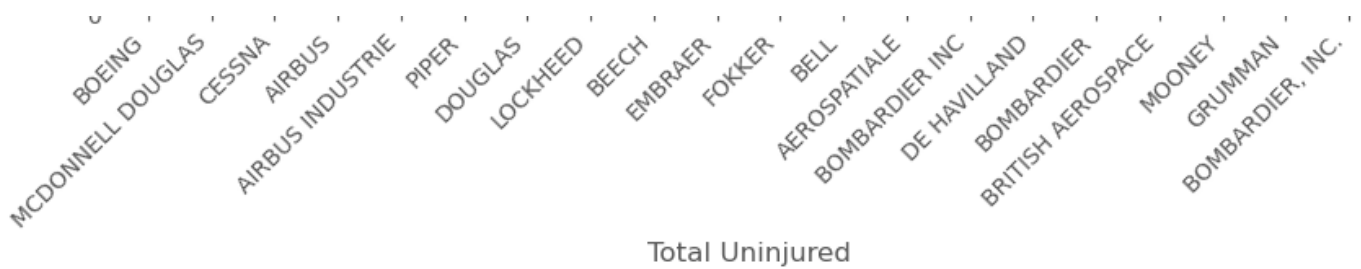 0
BOEING
MCDONNELL DOUGLAS
CESSNA
AIRBUS
AIRBUS INDUSTRIE
PIPER
DOUGLAS
LOCKHEED
BEECH
EMBRAER
FOKKER
BELL
AEROSPATIALE
BOMBARDIER INC
DE HAVILLAND
BOMBARDIER
BRITISH AEROSPACE
MOONEY
GRUMMAN
BOMBARDIER, INC.
Total Uninjured